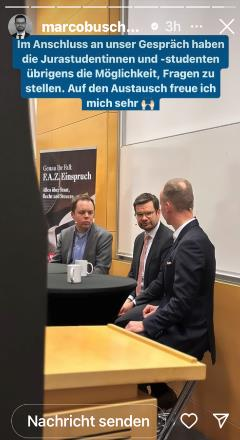 marcobusch... 3h
Im Anschluss an unser Gespräch haben
die Jurastudentinnen und -studenten
übrigens die Möglichkeit, Fragen zu
stellen. Auf den Austausch freue ich
mich sehr 🙌🏻
Genau Ihr Fall:
F.A.Z. Einspruch
Alles über Staat,
Recht und Steuern
Nachricht senden